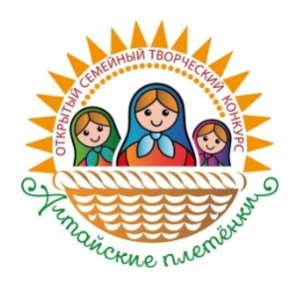 ОТКРЫТЫЙ СЕМЕЙНЫЙ ТВОРЧЕСКИЙ КОНКУРС
Алтайские плетёнки